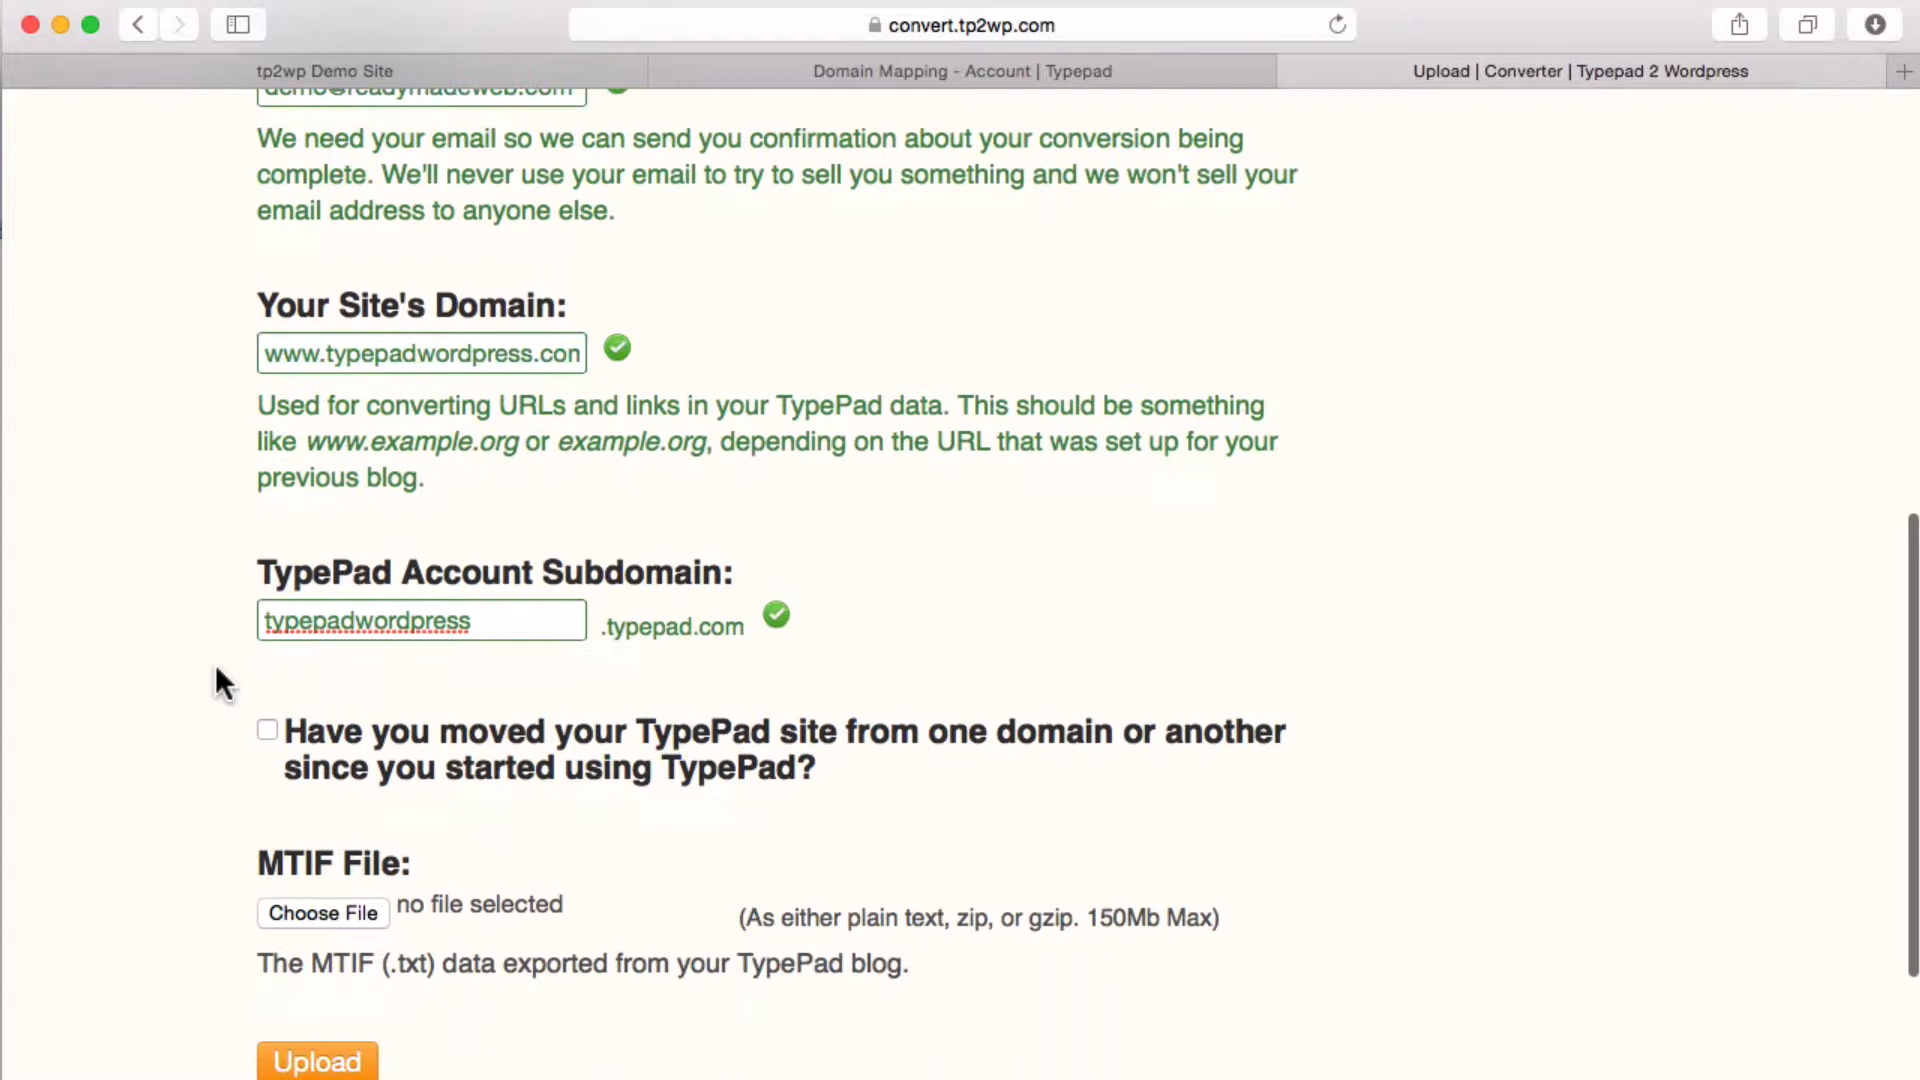 convert.tp2wp.com
tp2wp Demo Site
Domain Mapping - Account | Typepad
Upload | Converter | Typepad 2 Wordpress
demo@readymadeweb.com
We need your email so we can send you confirmation about your conversion being
complete. We'll never use your email to try to sell you something and we won't sell your
email address to anyone else.
Your Site's Domain:
www.typepadwordpress.con
Used for converting URLs and links in your TypePad data. This should be something
like www.example.org or example.org, depending on the URL that was set up for your
previous blog.
TypePad Account Subdomain:
typepadwordpress .typepad.com
Have you moved your TypePad site from one domain or another
since you started using TypePad?
MTIF File:
Choose File no file selected (As either plain text, zip, or gzip. 150Mb Max)
The MTIF (.txt) data exported from your TypePad blog.
Upload